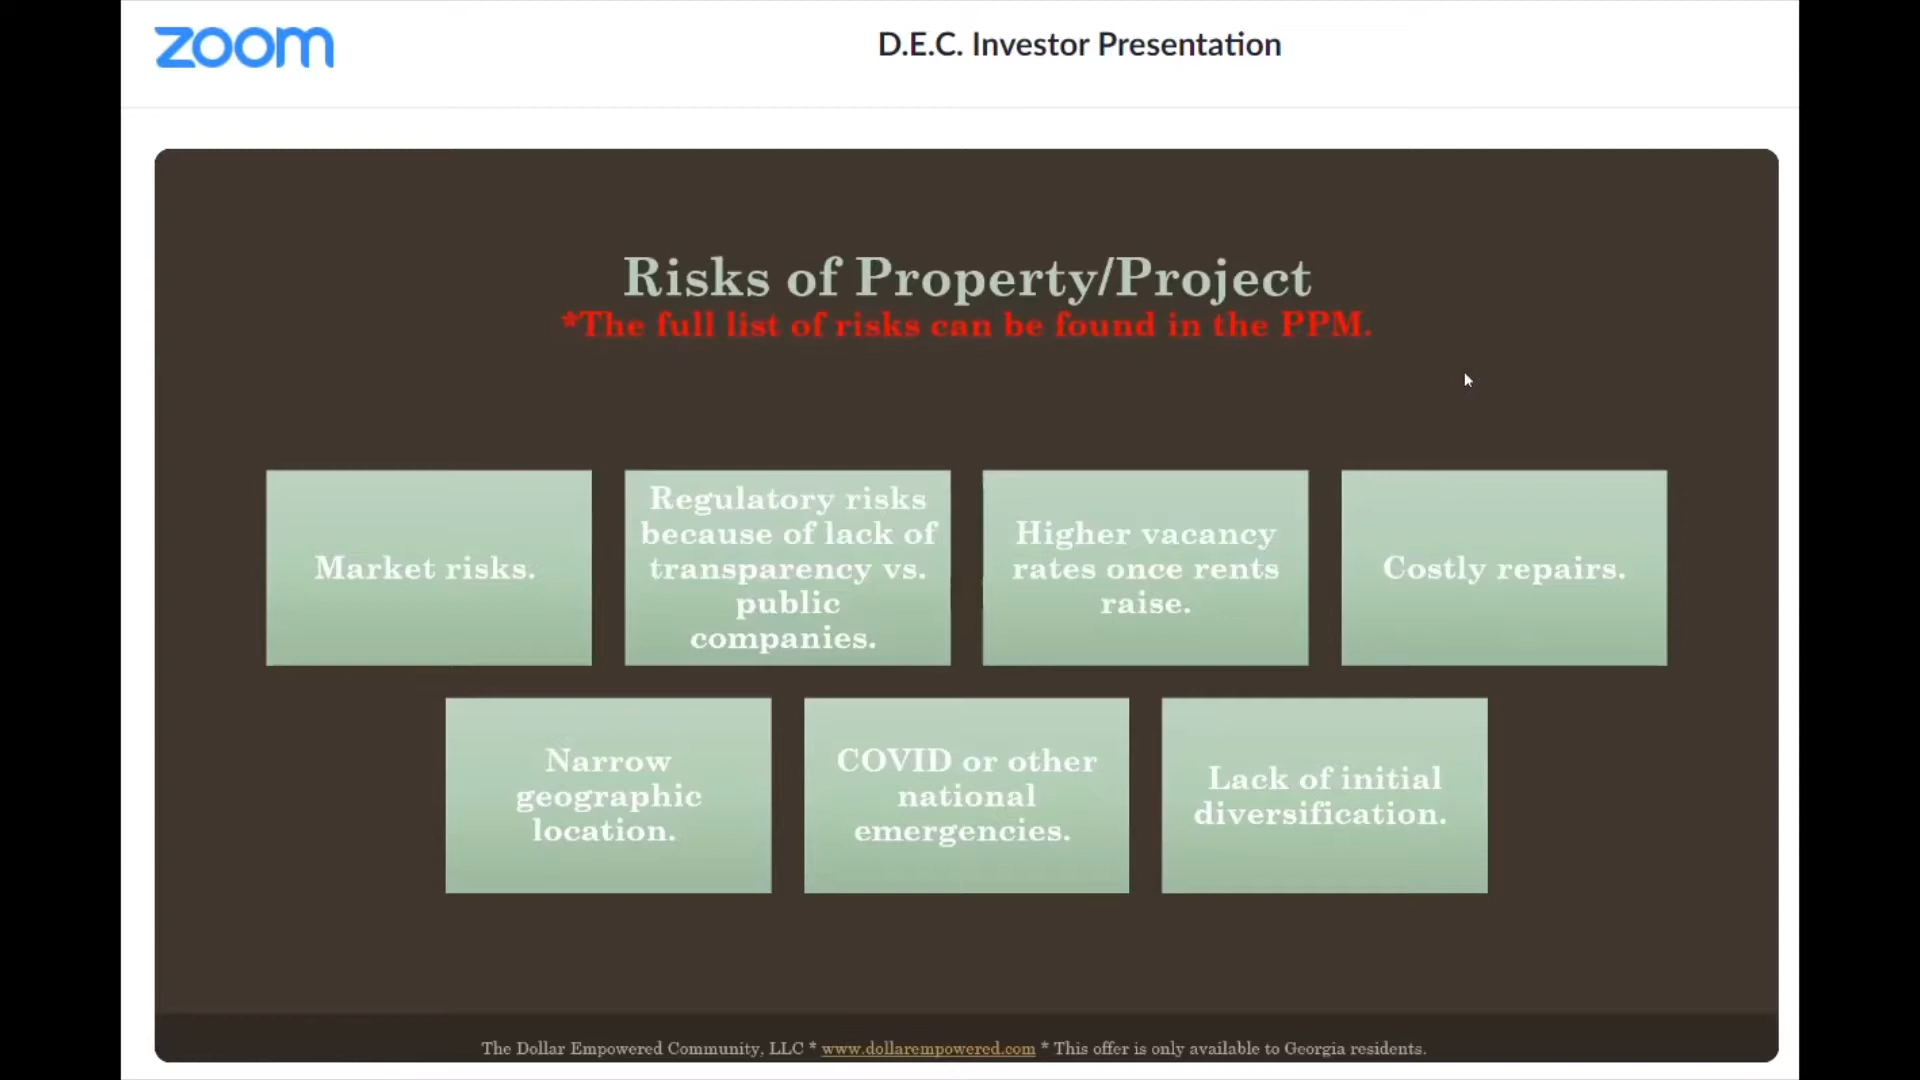 zoom
D.E.C. Investor Presentation
Risks of Property/Project
*The full list of risks can be found in the PPM.
Market risks.
Regulatory risks
because of lack of
transparency vs.
public
companies.
Higher vacancy
rates once rents
raise.
Costly repairs.
Narrow
geographic
location.
COVID or other
national
emergencies.
Lack of initial
diversification.
The Dollar Empowered Community, LLC * www.dollarempowered.com * This offer is only available to Georgia residents.